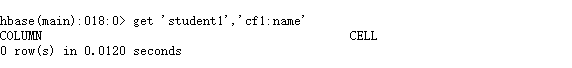 hbase(main):018:0> get 'student1','cf1:name'
COLUMN CELL
0 row(s) in 0.0120 seconds